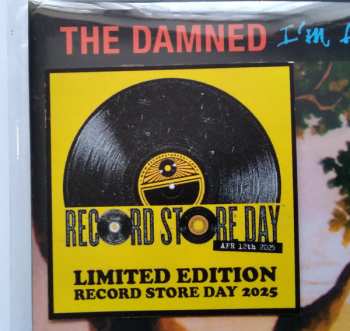 THE DAMNED I'm
RECORD STORE DAY
APR 12th 2025
LIMITED EDITION
RECORD STORE DAY 2025